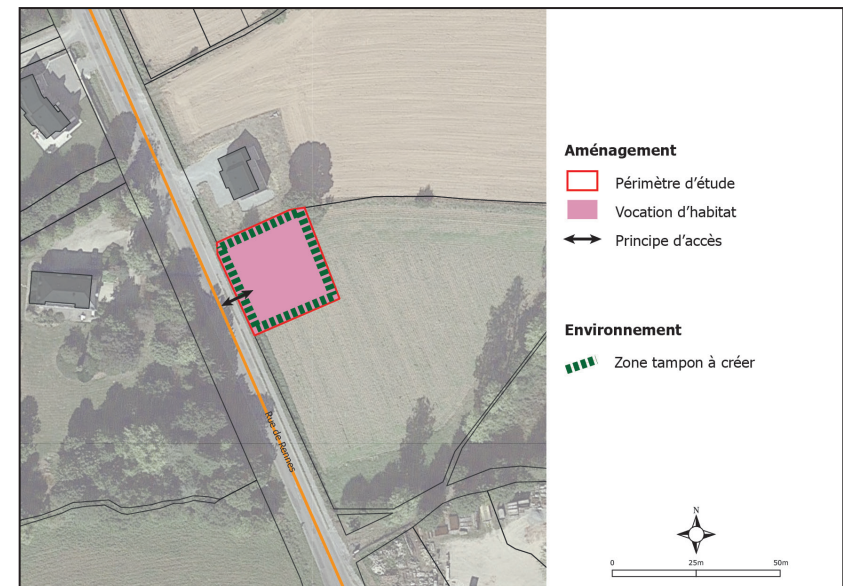 Rue de Rennes
Aménagement
Périmètre d'étude
Vocation d'habitat
Principe d'accès
Environnement
Zone tampon à créer
N
0 25m 50m